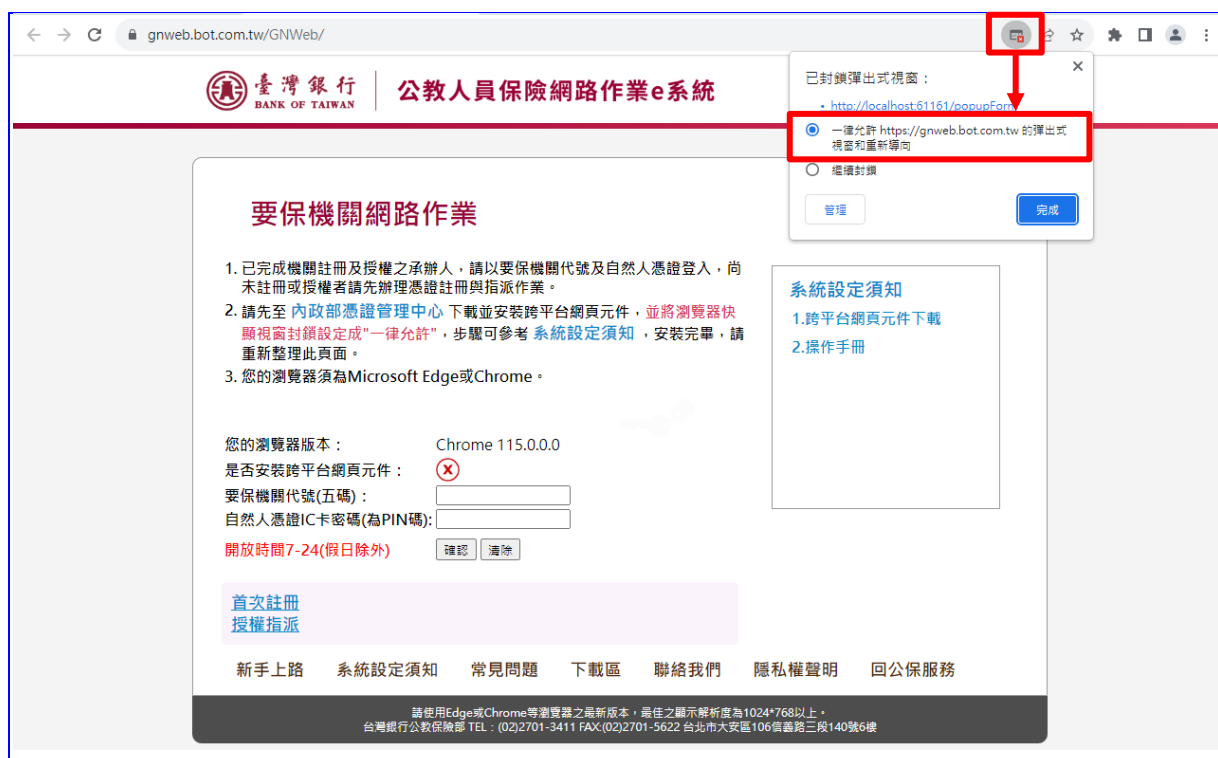 gnweb.bot.com.tw/GNWeb/
臺灣銀行
BANK OF TAIWAN
公教人員保險網路作業e系統
已封鎖彈出式視窗：
• http://localhost:61161/popupForm
一律允許 https://gnweb.bot.com.tw 的彈出式
視窗和重新導向
繼續封鎖
管理
完成
要保機關網路作業
1. 已完成機關註冊及授權之承辦人，請以要保機關代號及自然人憑證登入，尚
未註冊或授權者請先辦理憑證註冊與指派作業。
2. 請先至 內政部憑證管理中心 下載並安裝跨平台網頁元件，並將瀏覽器快
顯視窗封鎖設定成"一律允許"，步驟可參考 系統設定須知 ，安裝完畢，請
重新整理此頁面。
3. 您的瀏覽器須為Microsoft Edge或Chrome。
系統設定須知
1.跨平台網頁元件下載
2.操作手冊
您的瀏覽器版本： Chrome 115.0.0.0
是否安裝跨平台網頁元件： X
要保機關代號(五碼)：
自然人憑證IC卡密碼(為PIN碼):
開放時間7-24(假日除外) 確認 清除
首次註冊
授權指派
新手上路 系統設定須知 常見問題 下載區 聯絡我們 隱私權聲明 回公保服務
請使用Edge或Chrome等瀏覽器之最新版本，最佳之顯示解析度為1024*768以上。
台灣銀行公教保險部 TEL：(02)2701-3411 FAX:(02)2701-5622 台北市大安區106信義路三段140號6樓